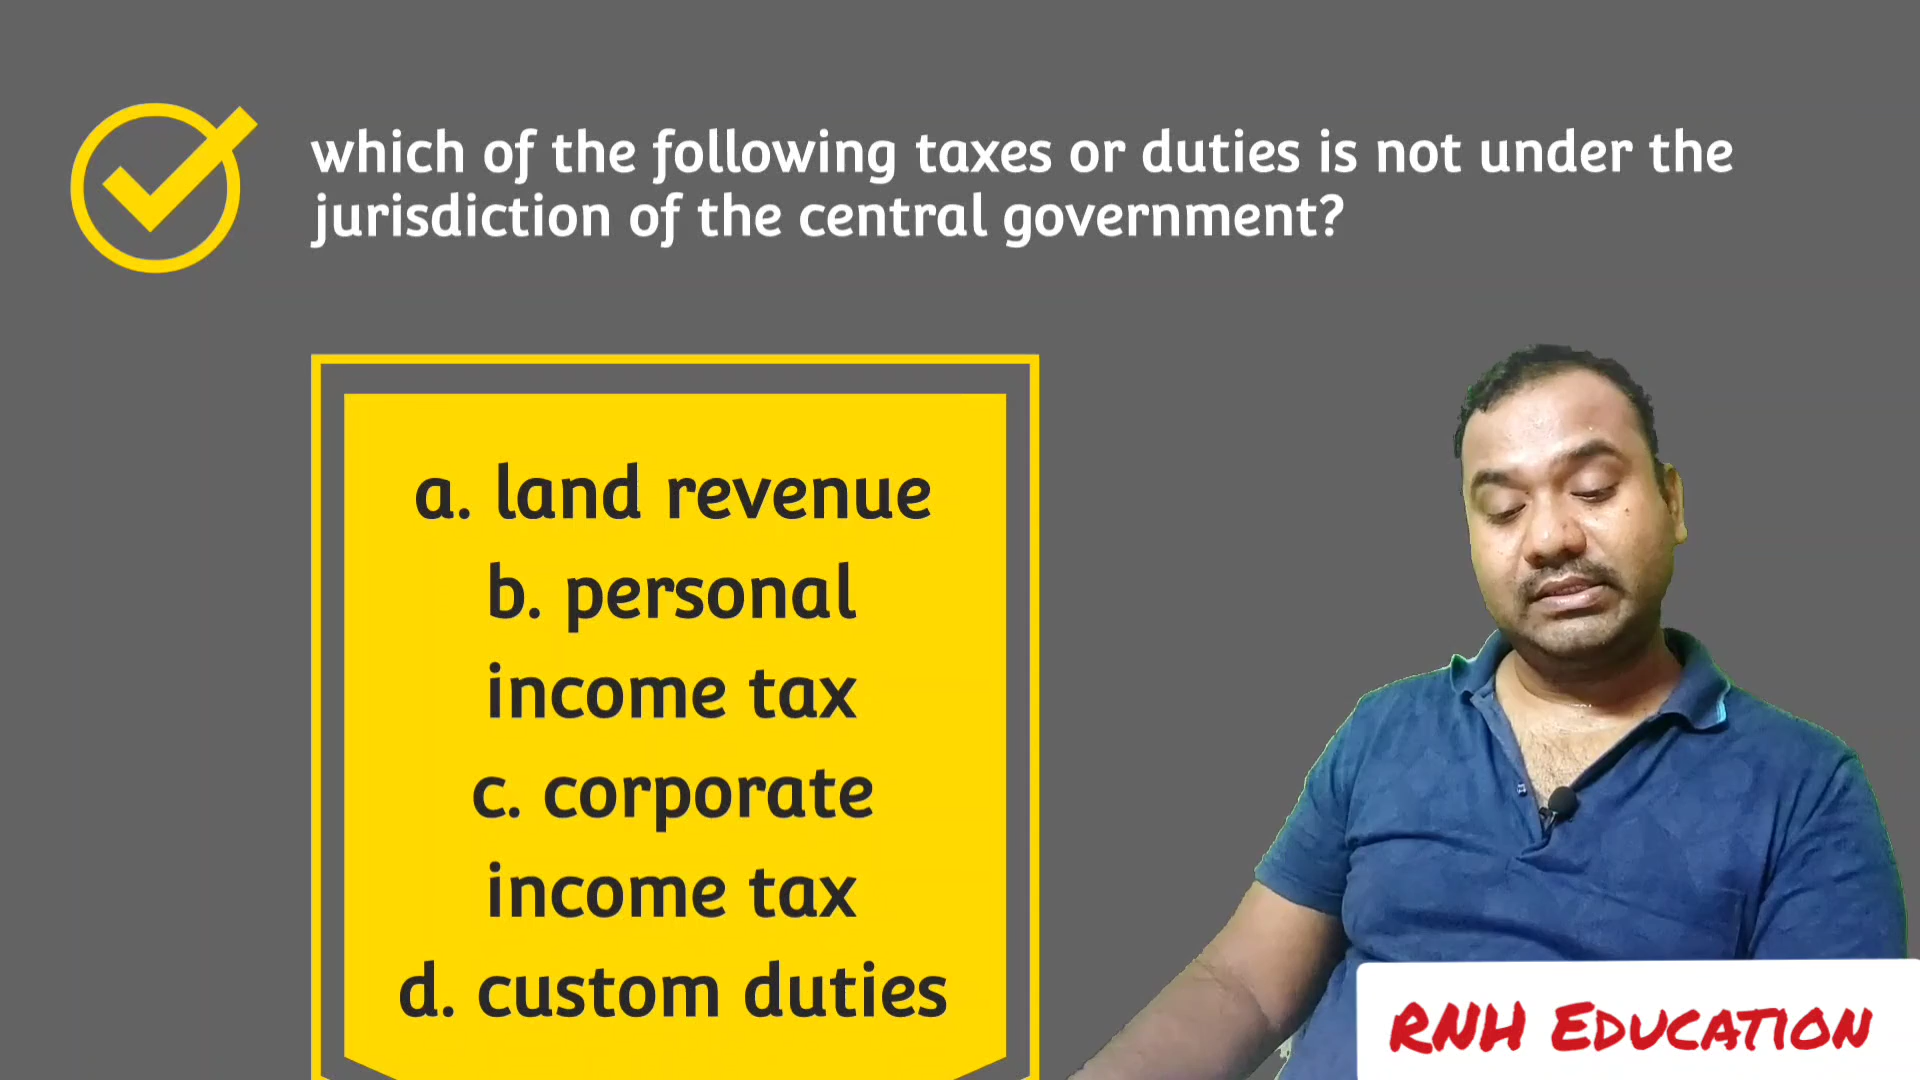 which of the following taxes or duties is not under the
jurisdiction of the central government?
a. land revenue
b. personal
income tax
c. corporate
income tax
d. custom duties
RNH Education